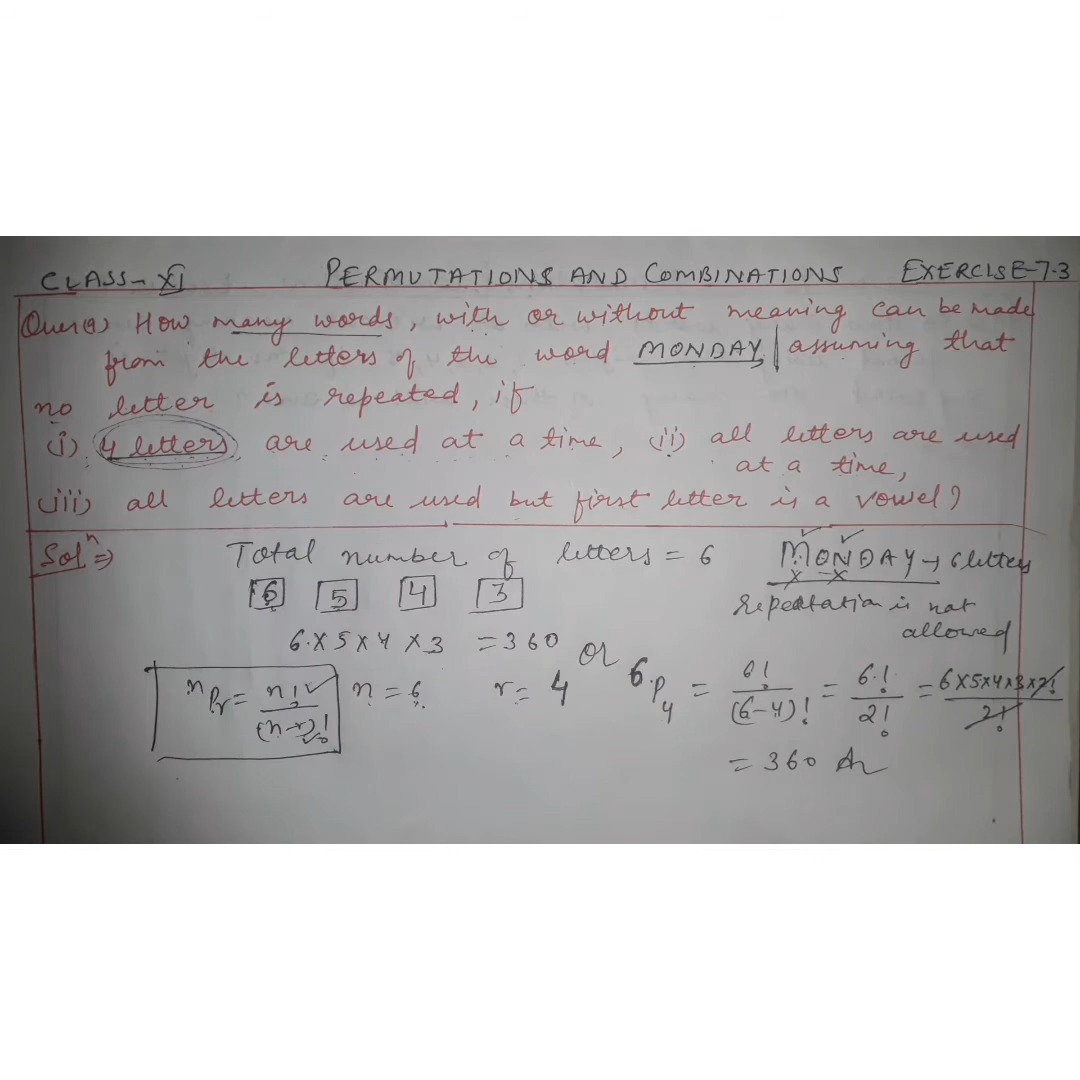 CLASS-XI PERMUTATIONS AND COMBINATIONS EXERCISE-7.3
Ques(9) How many words, with or without meaning can be made
from the letters of the word MONDAY, assuming that
no letter is repeated, if
(i) 4 letters are used at a time, (ii) all letters are used
at a time,
(iii) all letters are used but first letter is a vowel?
Solⁿ⇒ Total number of letters = 6 MONDAY→ 6 letters
6 5 4 3 Repeatation is not
allowed
6×5×4×3 = 360 or
ⁿPr = n!/(n-r)! n = 6 r = 4 6P4 = 6!/(6-4)! = 6!/2! = 6×5×4×3×2!/2!
= 360 An